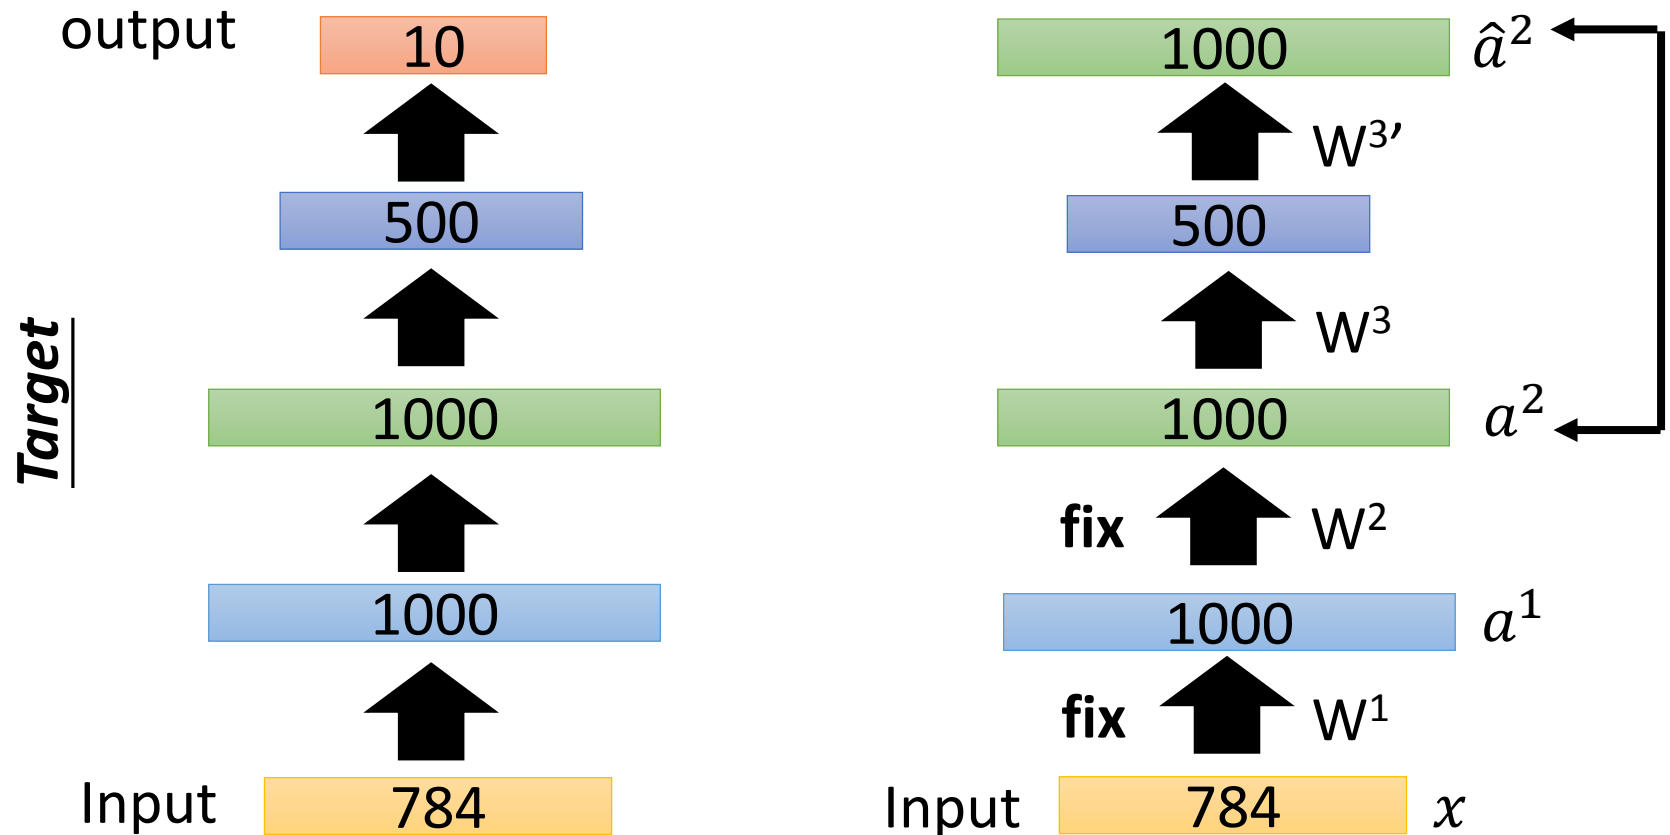 output
10
500
Target
1000
1000
Input
784
1000
â²
W³’
500
W³
1000
a²
fix
W²
1000
a¹
fix
W¹
Input
784
x